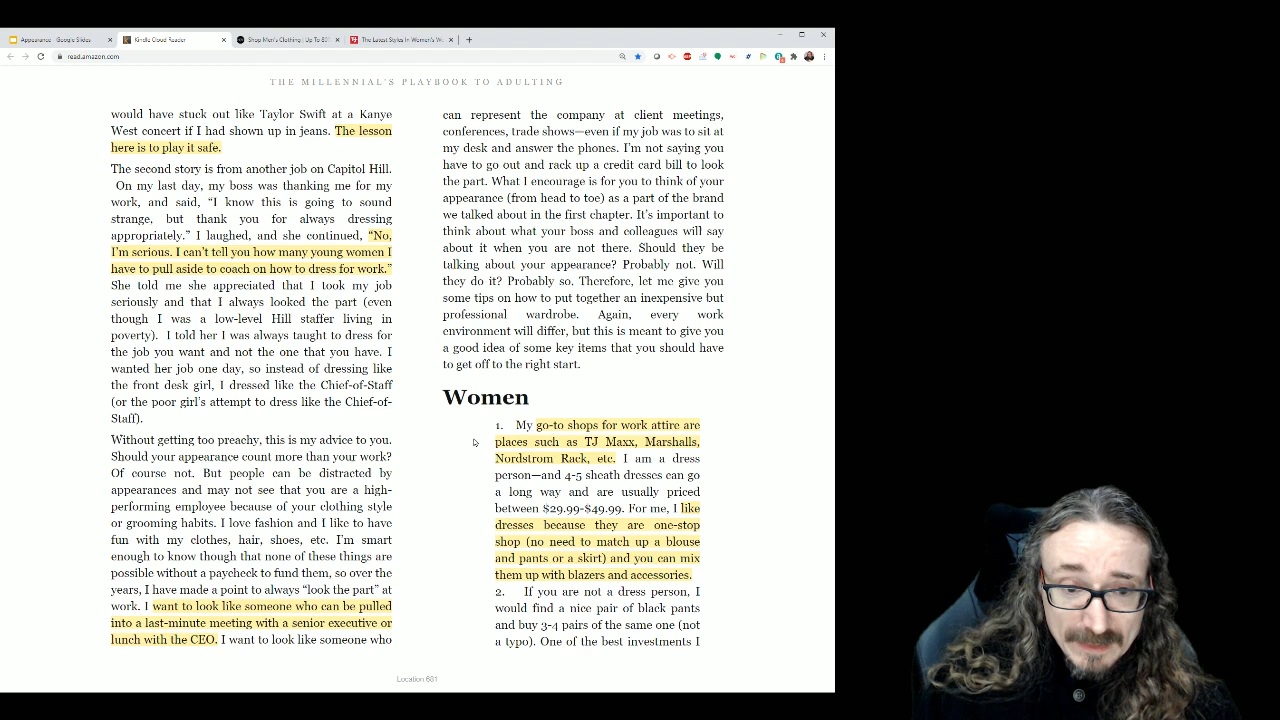 Appearance - Google Slides
Kindle Cloud Reader
Shop Men's Clothing | Up To 80%
The Latest Styles In Women's We
read.amazon.com
THE MILLENNIAL'S PLAYBOOK TO ADULTING
would have stuck out like Taylor Swift at a Kanye
West concert if I had shown up in jeans. The lesson
here is to play it safe.
The second story is from another job on Capitol Hill.
On my last day, my boss was thanking me for my
work, and said, “I know this is going to sound
strange, but thank you for always dressing
appropriately.” I laughed, and she continued, “No,
I’m serious. I can’t tell you how many young women I
have to pull aside to coach on how to dress for work.”
She told me she appreciated that I took my job
seriously and that I always looked the part (even
though I was a low-level Hill staffer living in
poverty). I told her I was always taught to dress for
the job you want and not the one that you have. I
wanted her job one day, so instead of dressing like
the front desk girl, I dressed like the Chief-of-Staff
(or the poor girl’s attempt to dress like the Chief-of-
Staff).
Without getting too preachy, this is my advice to you.
Should your appearance count more than your work?
Of course not. But people can be distracted by
appearances and may not see that you are a high-
performing employee because of your clothing style
or grooming habits. I love fashion and I like to have
fun with my clothes, hair, shoes, etc. I’m smart
enough to know though that none of these things are
possible without a paycheck to fund them, so over the
years, I have made a point to always “look the part” at
work. I want to look like someone who can be pulled
into a last-minute meeting with a senior executive or
lunch with the CEO. I want to look like someone who
can represent the company at client meetings,
conferences, trade shows—even if my job was to sit at
my desk and answer the phones. I’m not saying you
have to go out and rack up a credit card bill to look
the part. What I encourage is for you to think of your
appearance (from head to toe) as a part of the brand
we talked about in the first chapter. It’s important to
think about what your boss and colleagues will say
about it when you are not there. Should they be
talking about your appearance? Probably not. Will
they do it? Probably so. Therefore, let me give you
some tips on how to put together an inexpensive but
professional wardrobe. Again, every work
environment will differ, but this is meant to give you
a good idea of some key items that you should have
to get off to the right start.
Women
1. My go-to shops for work attire are
places such as TJ Maxx, Marshalls,
Nordstrom Rack, etc. I am a dress
person—and 4-5 sheath dresses can go
a long way and are usually priced
between $29.99-$49.99. For me, I like
dresses because they are one-stop
shop (no need to match up a blouse
and pants or a skirt) and you can mix
them up with blazers and accessories.
2. If you are not a dress person, I
would find a nice pair of black pants
and buy 3-4 pairs of the same one (not
a typo). One of the best investments I
Location 681